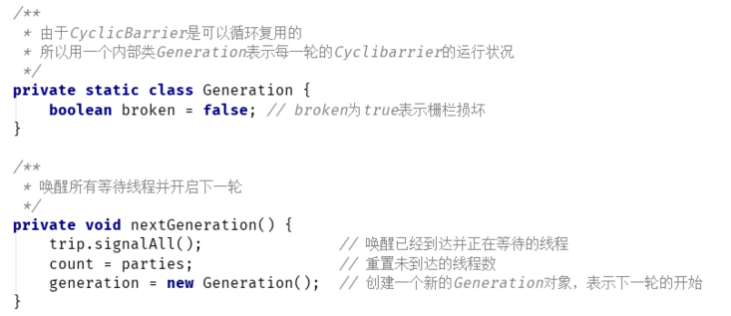 /**
 * 由于CyclicBarrier是可以循环复用的
 * 所以用一个内部类Generation表示每一轮的Cyclibarrier的运行状况
 */
private static class Generation {
    boolean broken = false; // broken为true表示栅栏损坏
}
/**
 * 唤醒所有等待线程并开启下一轮
 */
private void nextGeneration() {
    trip.signalAll();                // 唤醒已经到达并正在等待的线程
    count = parties;                 // 重置未到达的线程数
    generation = new Generation();   // 创建一个新的Generation对象，表示下一轮的开始
}